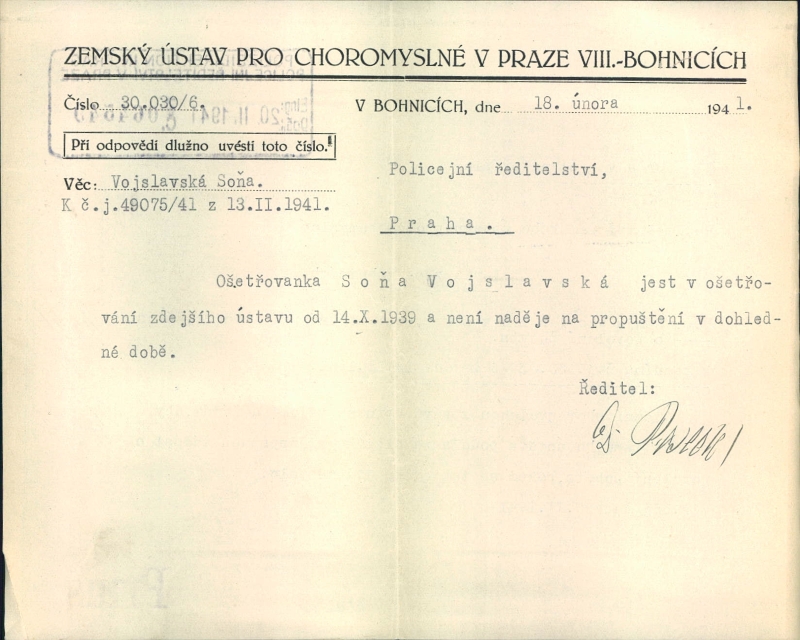 ZEMSKÝ ÚSTAV PRO CHOROMYSLNÉ V PRAZE VIII.-BOHNICÍCH
Číslo 30.030/6. V BOHNICÍCH, dne 18. února 1941.
Při odpovědi dlužno uvésti toto číslo.
Věc: Vojslavská Soňa.
K č.j.49075/41 z 13.II.1941.
Policejní ředitelství,
Praha.
Ošetřovanka Soňa Vojslavská jest v ošetřo-
vání zdejšího ústavu od 14.X.1939 a není naděje na propuštění v dohled-
né době.
Ředitel: